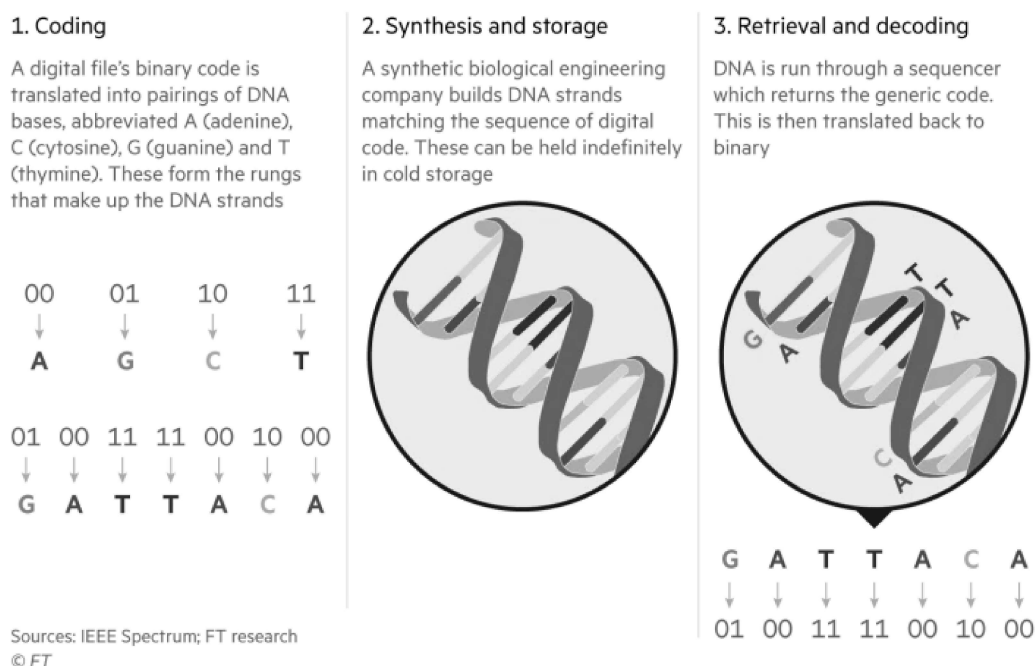 1. Coding
A digital file's binary code is
translated into pairings of DNA
bases, abbreviated A (adenine),
C (cytosine), G (guanine) and T
(thymine). These form the rungs
that make up the DNA strands
00 01 10 11
A G C T
01 00 11 11 00 10 00
G A T T A C A
Sources: IEEE Spectrum; FT research
© FT
2. Synthesis and storage
A synthetic biological engineering
company builds DNA strands
matching the sequence of digital
code. These can be held indefinitely
in cold storage
3. Retrieval and decoding
DNA is run through a sequencer
which returns the generic code.
This is then translated back to
binary
G A T T A C A
G A T T A C A
01 00 11 11 00 10 00